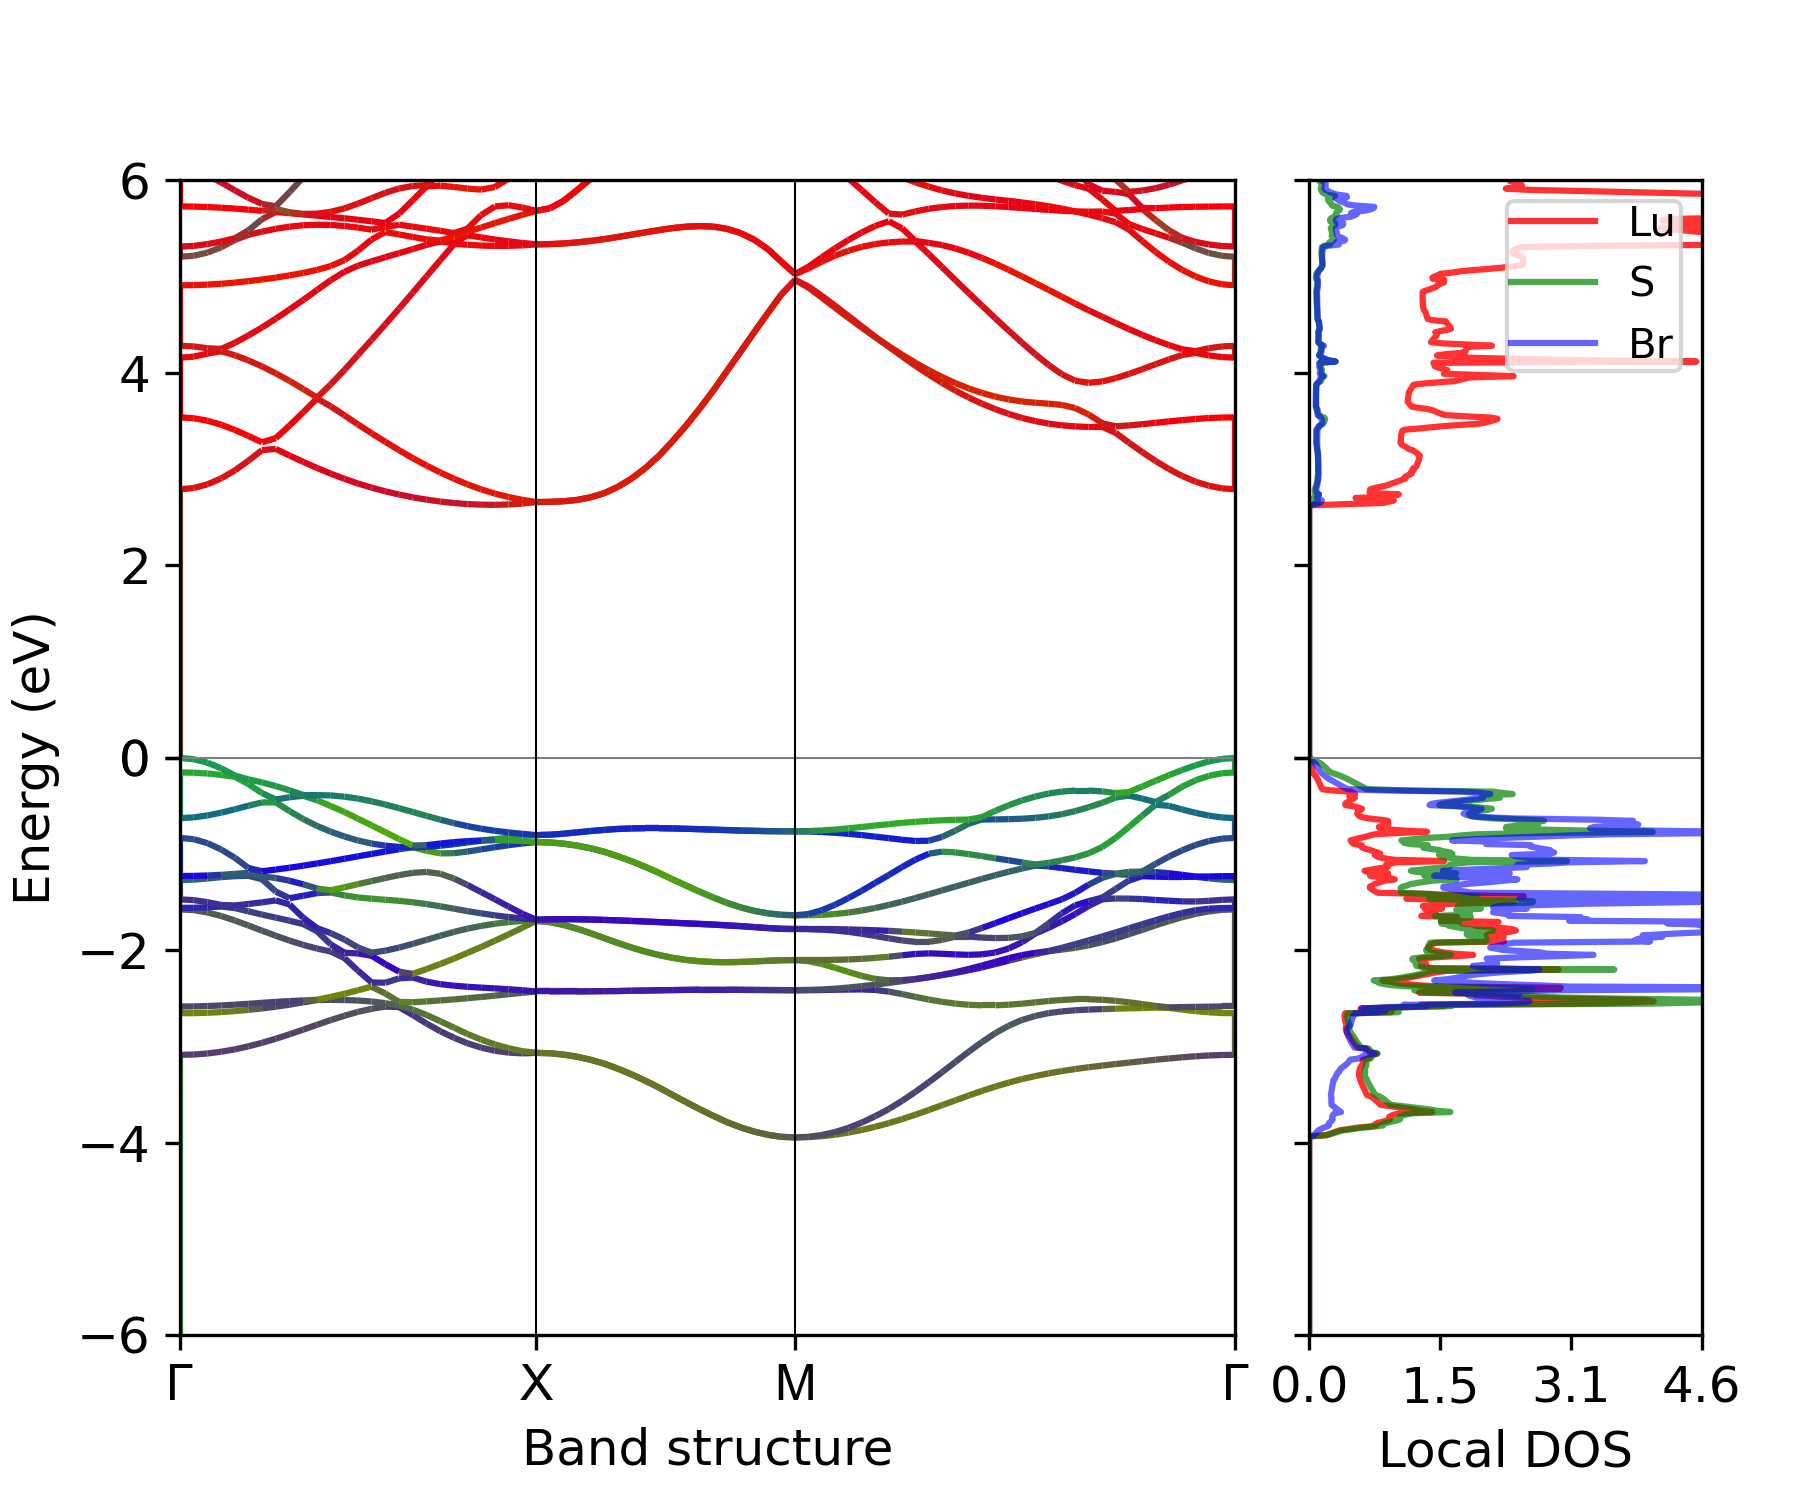 6
4
2
0
−2
−4
−6
Energy (eV)
Γ X M Γ
Band structure
Lu
S
Br
0.0 1.5 3.1 4.6
Local DOS